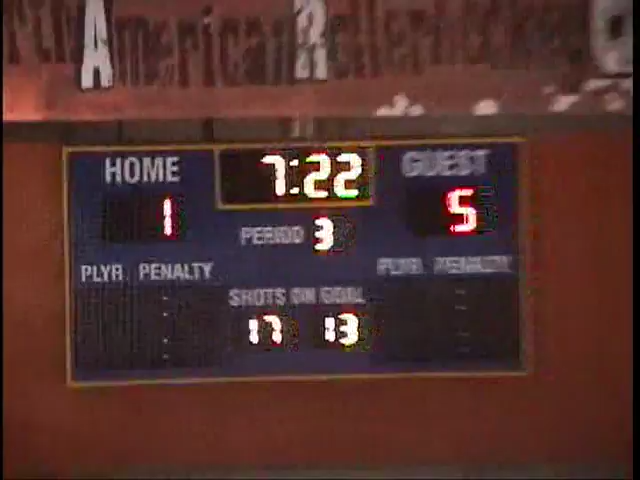 American
HOME 7:22 GUEST
1 PERIOD 3 5
PLYR PENALTY PLYR PENALTY
SHOTS ON GOAL
17 13